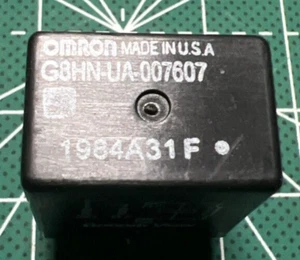 omron MADE IN U.S.A
G8HN-UA-007607
1984A31F